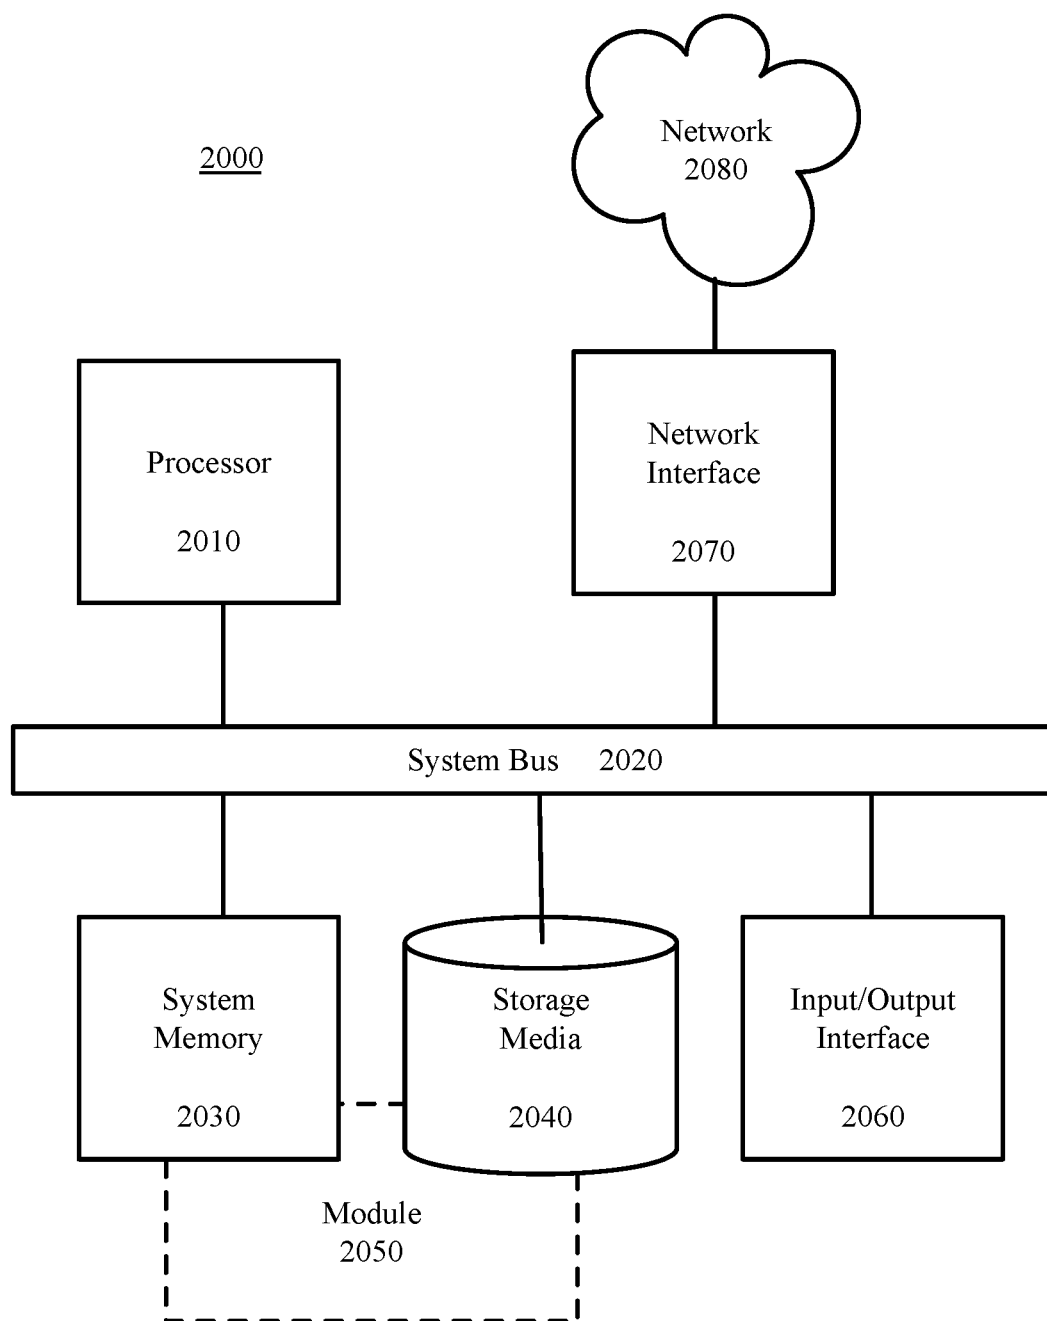 Network
2080
2000
Processor
2010
Network
Interface
2070
System Bus 2020
System
Memory
2030
Storage
Media
2040
Input/Output
Interface
2060
Module
2050